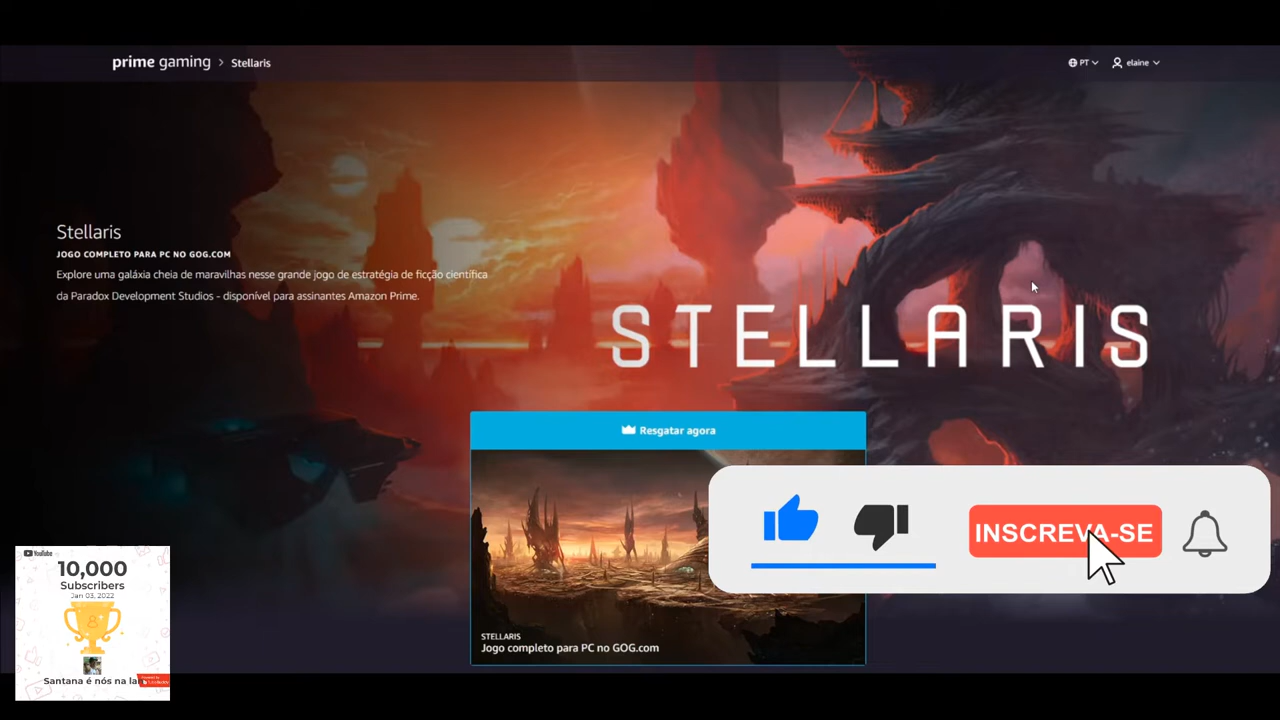 prime gaming > Stellaris
PT
elaine
Stellaris
JOGO COMPLETO PARA PC NO GOG.COM
Explore uma galáxia cheia de maravilhas nesse grande jogo de estratégia de ficção científica
da Paradox Development Studios - disponível para assinantes Amazon Prime.
STELLARIS
Resgatar agora
STELLARIS
Jogo completo para PC no GOG.com
INSCREVA-SE
YouTube
10,000
Subscribers
Jan 03, 2022
Santana é nós na